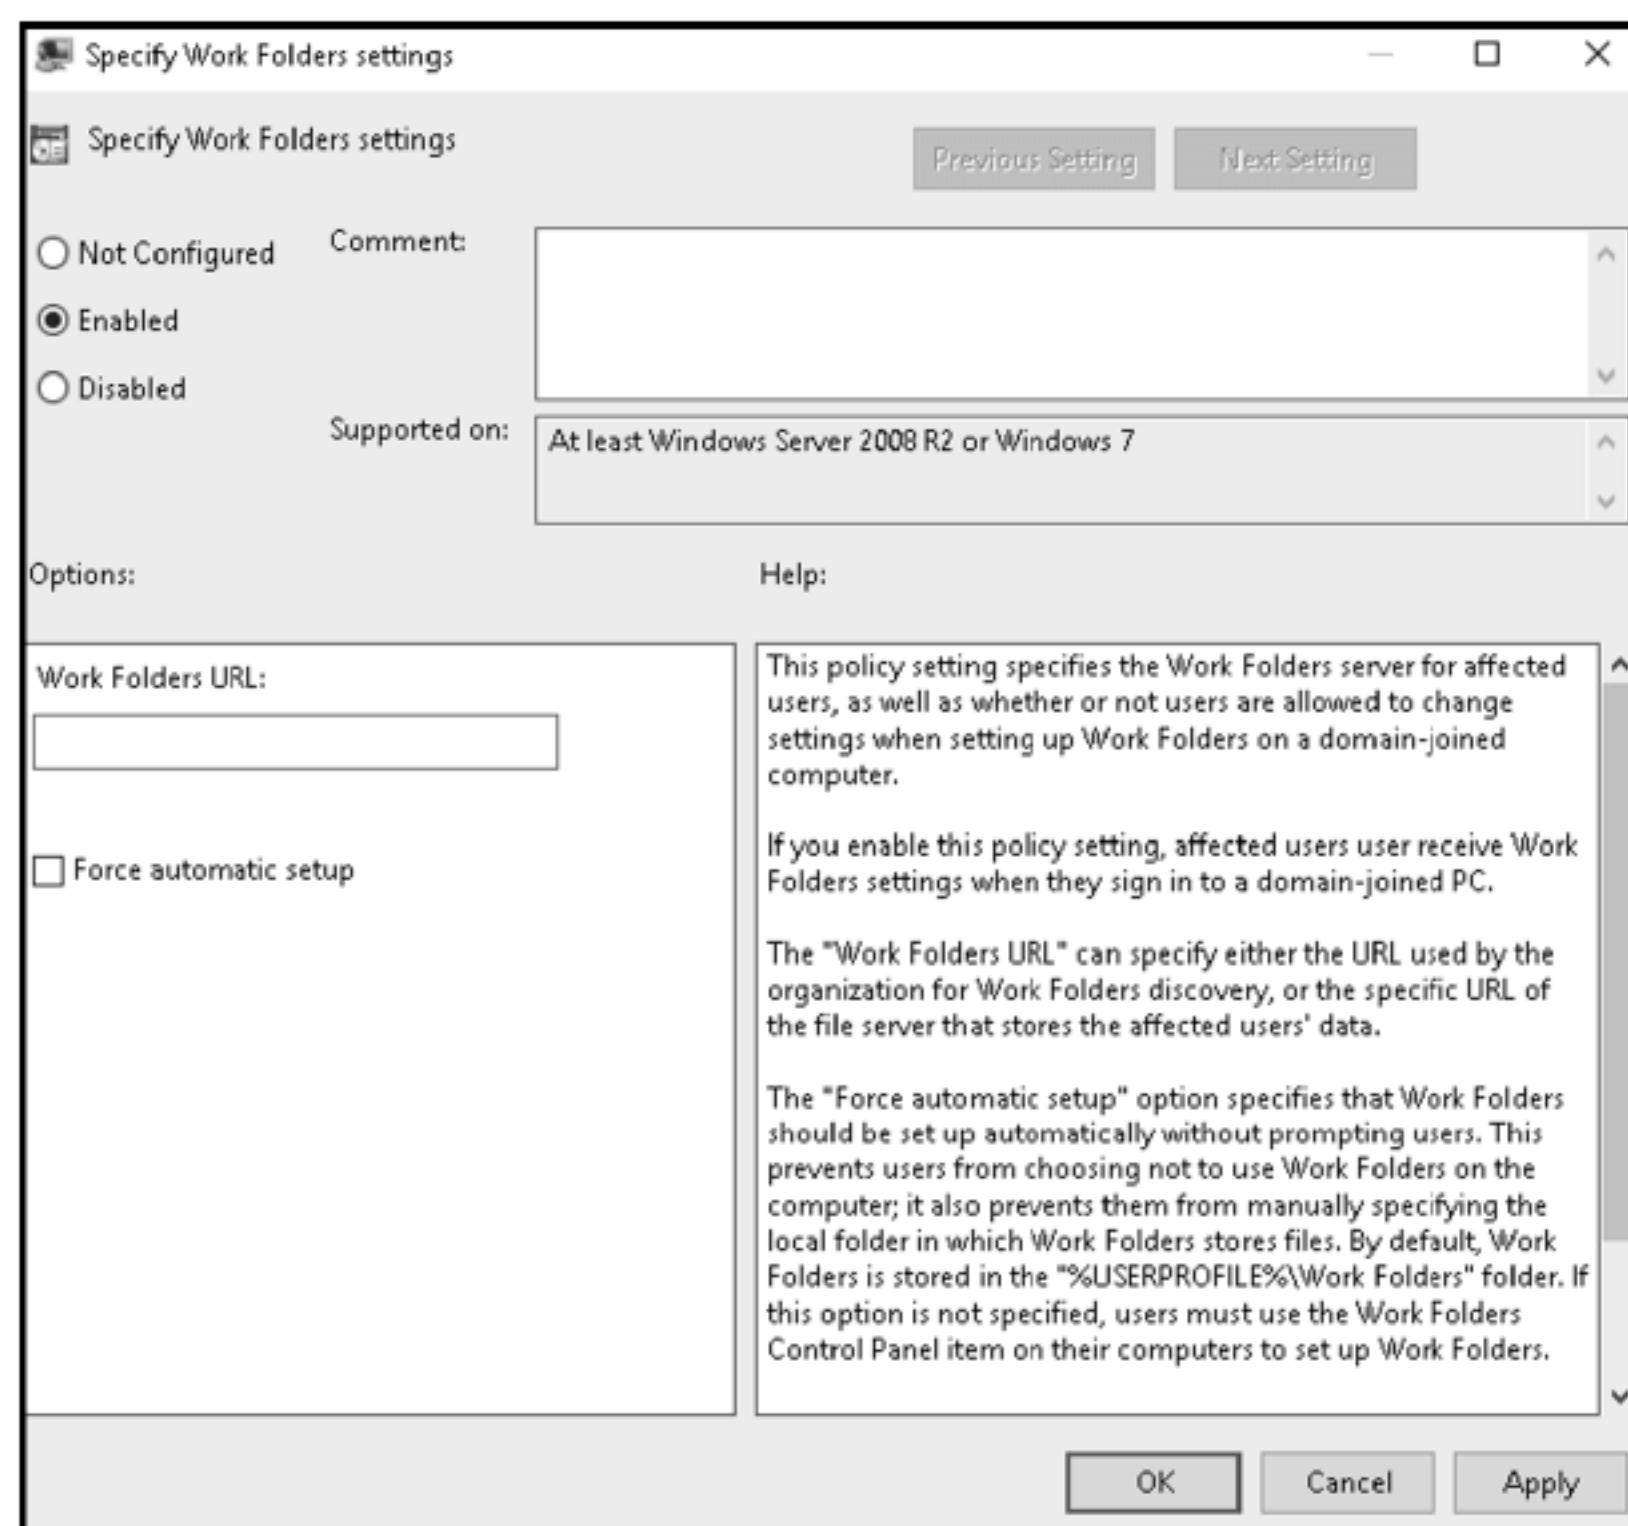 Specify Work Folders settings
Specify Work Folders settings
Previous Setting
Next Setting
Not Configured
Enabled
Disabled
Comment:
Supported on:
At least Windows Server 2008 R2 or Windows 7
Options:
Help:
Work Folders URL:
Force automatic setup
This policy setting specifies the Work Folders server for affected
users, as well as whether or not users are allowed to change
settings when setting up Work Folders on a domain-joined
computer.
If you enable this policy setting, affected users user receive Work
Folders settings when they sign in to a domain-joined PC.
The "Work Folders URL" can specify either the URL used by the
organization for Work Folders discovery, or the specific URL of
the file server that stores the affected users' data.
The "Force automatic setup" option specifies that Work Folders
should be set up automatically without prompting users. This
prevents users from choosing not to use Work Folders on the
computer; it also prevents them from manually specifying the
local folder in which Work Folders stores files. By default, Work
Folders is stored in the "%USERPROFILE%\Work Folders" folder. If
this option is not specified, users must use the Work Folders
Control Panel item on their computers to set up Work Folders.
OK
Cancel
Apply